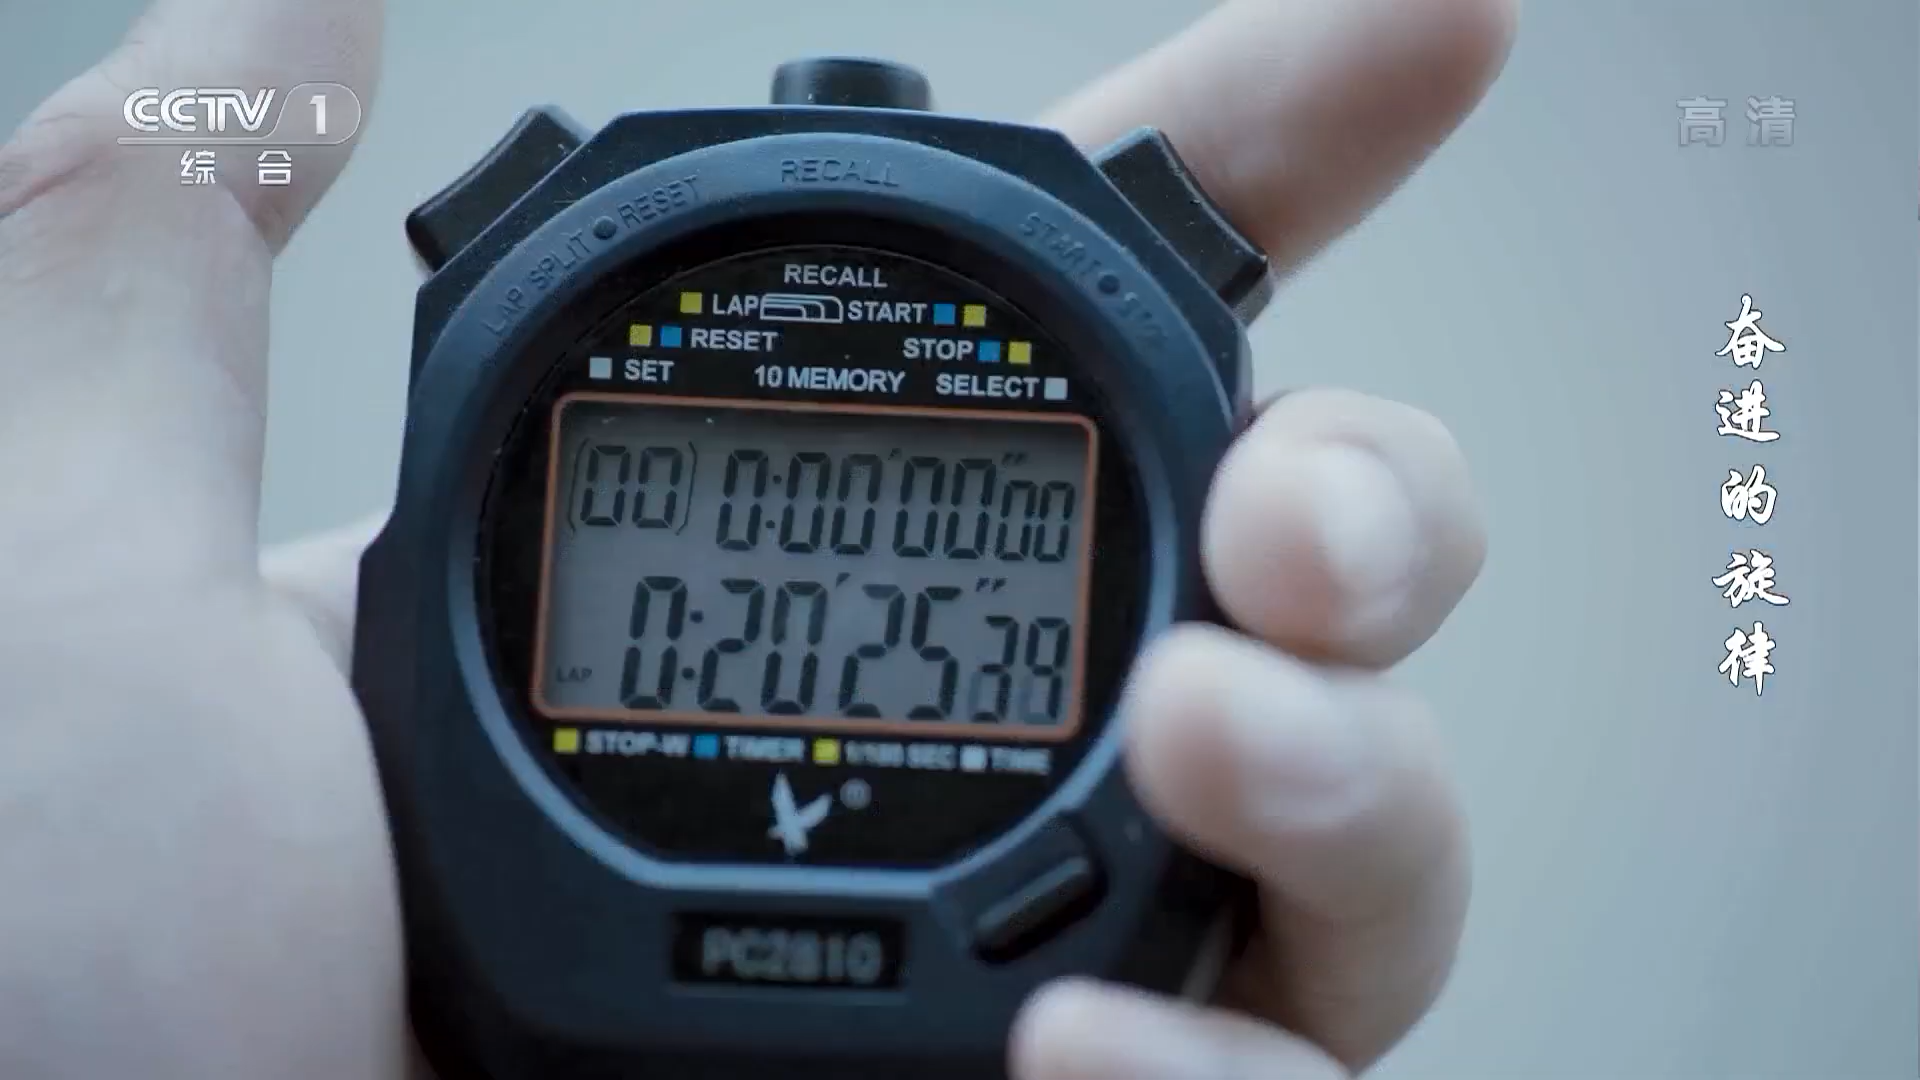 CCTV 1
综合
高清
奋进的旋律
RECALL
LAP SPLIT ● RESET
START ● STOP
RECALL
LAP START
RESET STOP
SET 10 MEMORY SELECT
(00) 0:00'00"00
0:20'25"39
LAP
STOP-W TIMER 1/100 SEC TIME
®
PC2810